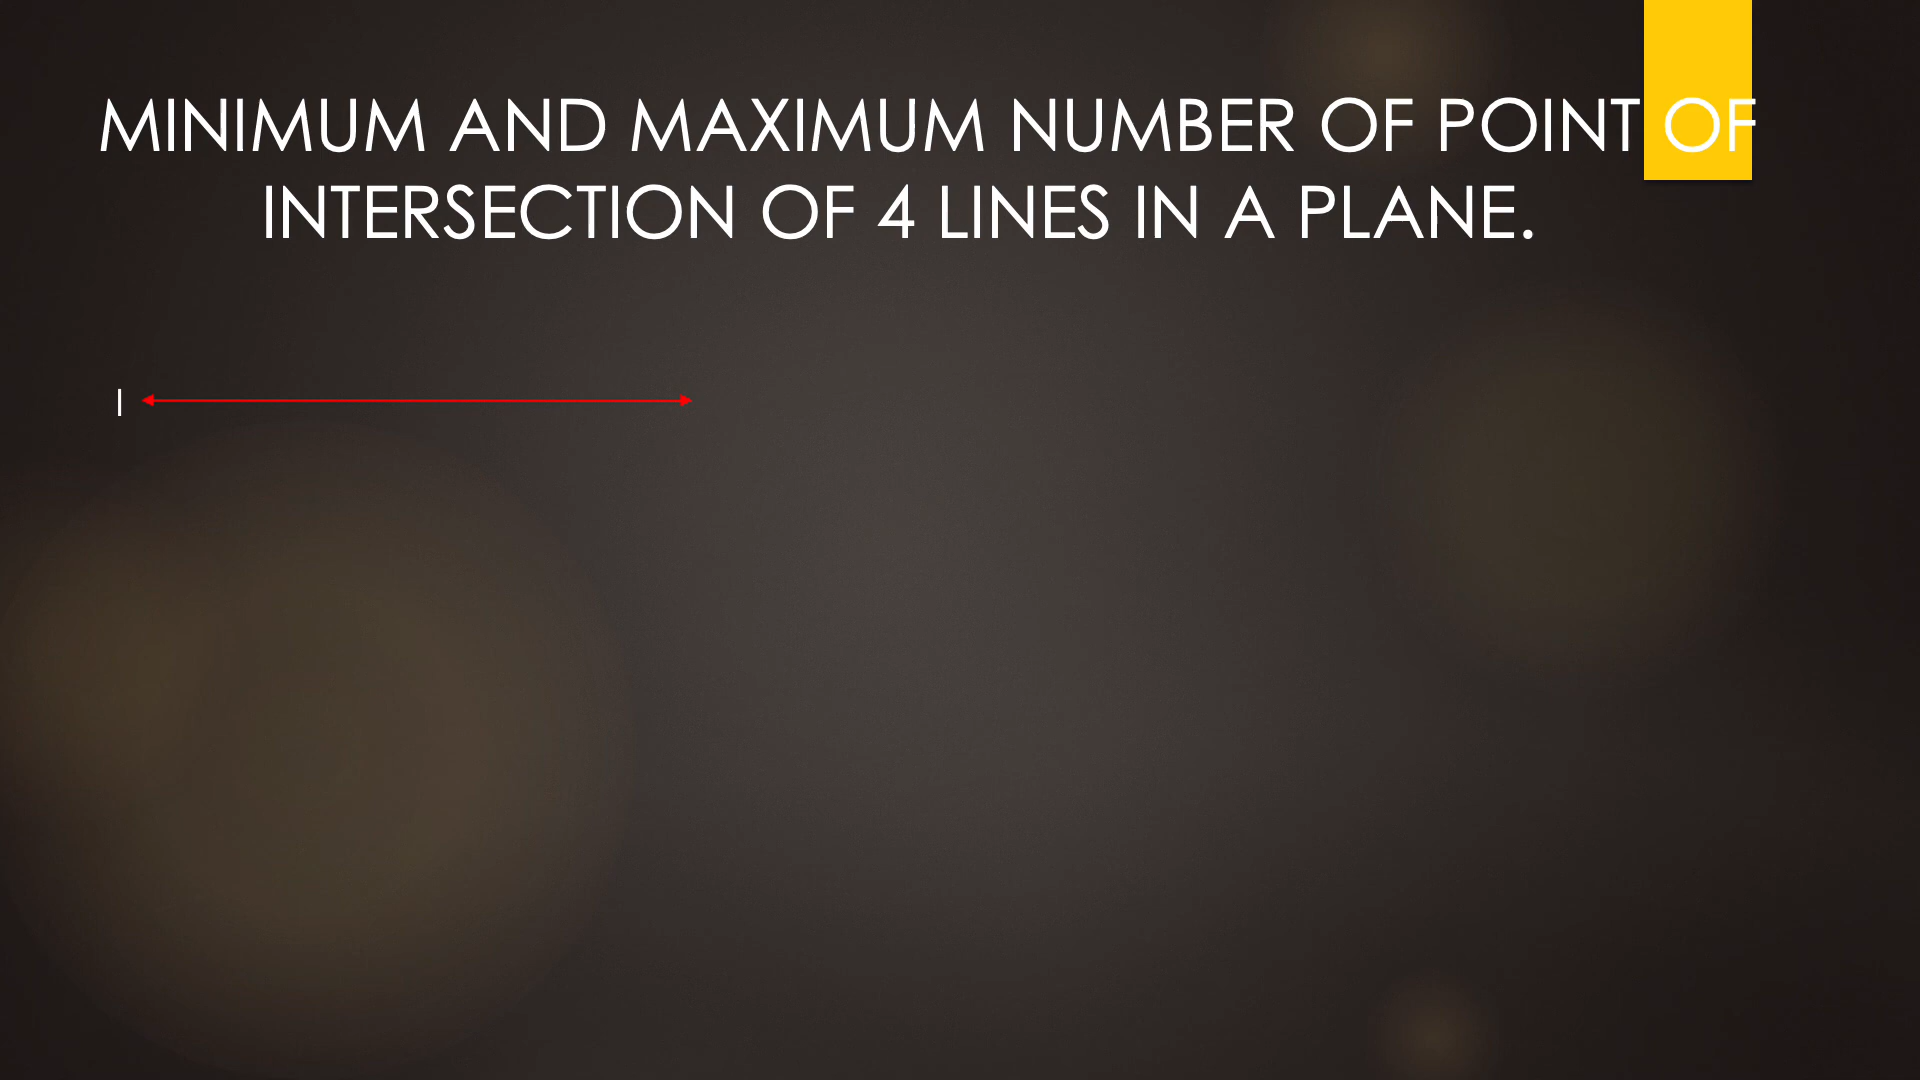 MINIMUM AND MAXIMUM NUMBER OF POINT OF
INTERSECTION OF 4 LINES IN A PLANE.
l